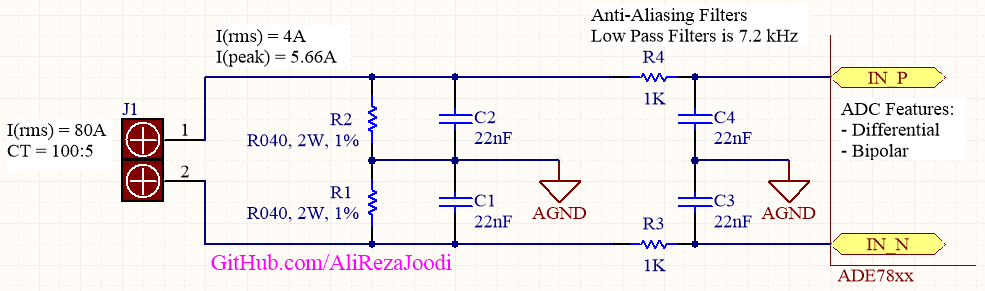 Anti-Aliasing Filters
Low Pass Filters is 7.2 kHz
I(rms) = 4A
I(peak) = 5.66A
R4
1K
IN_P
J1
I(rms) = 80A
CT = 100:5
1
2
R2
R040, 2W, 1%
C2
22nF
C4
22nF
ADC Features:
- Differential
- Bipolar
R1
R040, 2W, 1%
C1
22nF
AGND
C3
22nF
AGND
R3
1K
IN_N
GitHub.com/AliRezaJoodi
ADE78xx